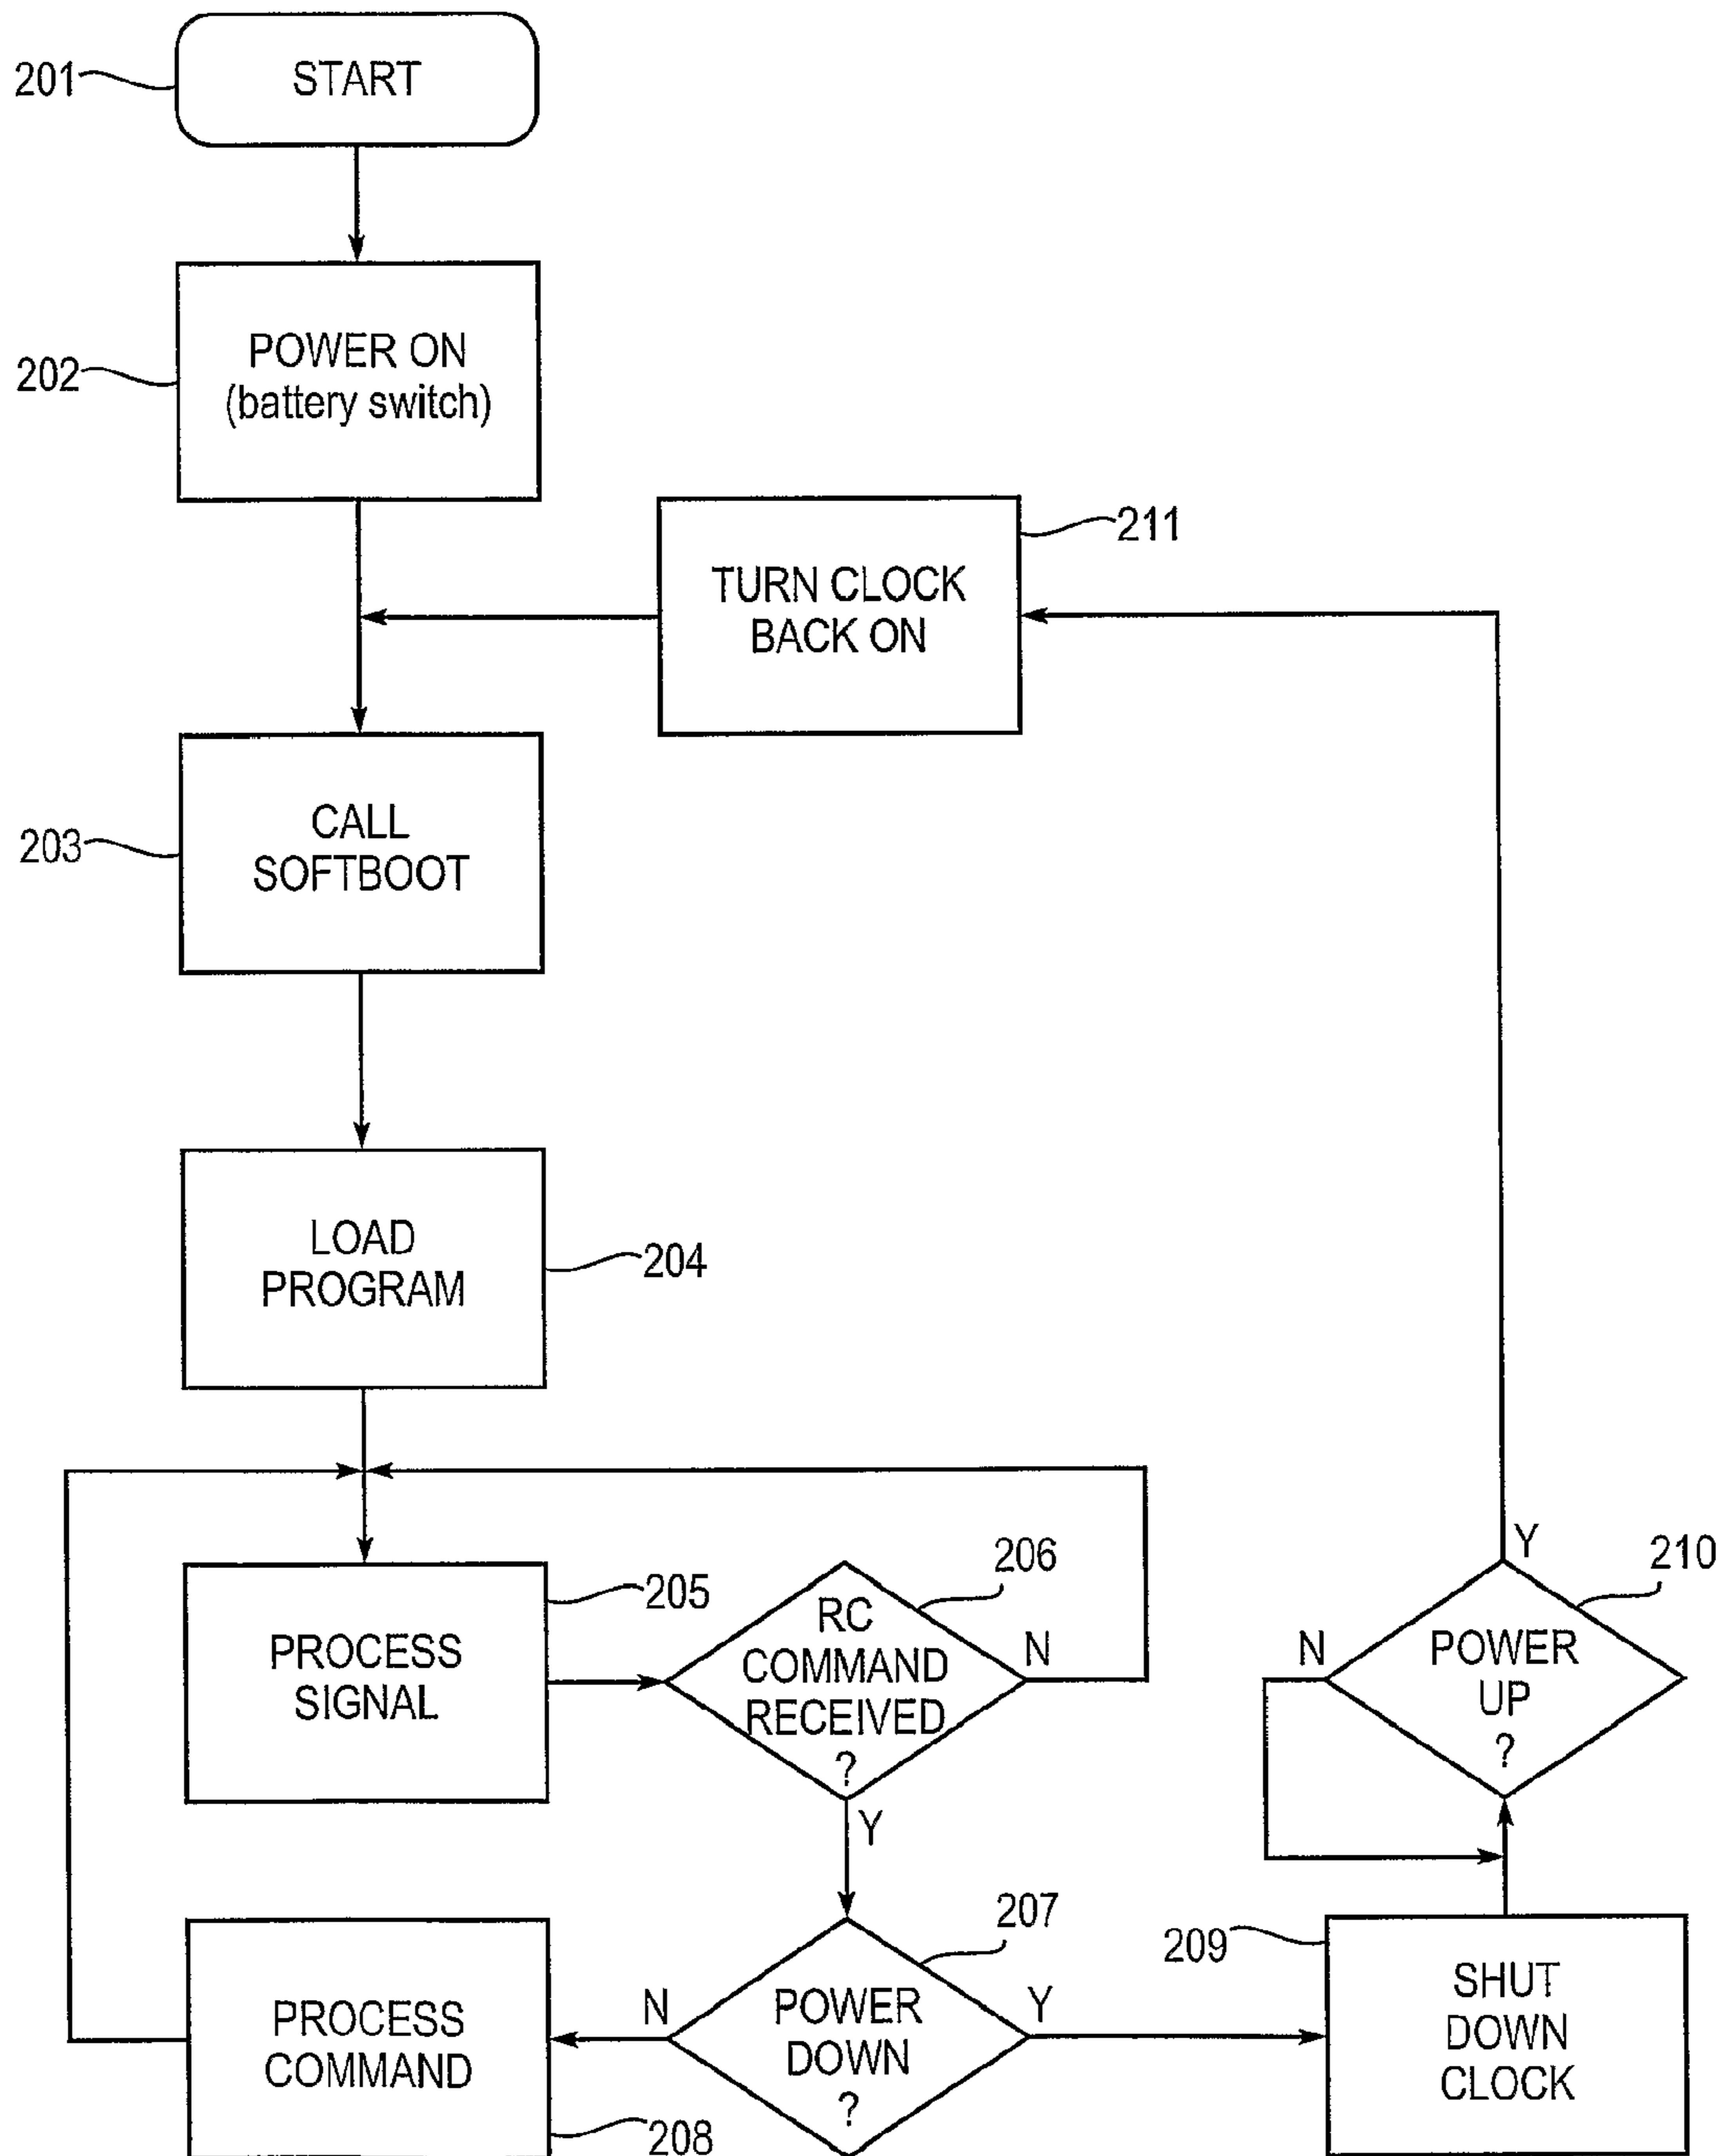 201
START
202
POWER ON
(battery switch)
211
TURN CLOCK
BACK ON
203
CALL
SOFTBOOT
LOAD
PROGRAM
204
205
PROCESS
SIGNAL
206
RC
COMMAND
RECEIVED
?
N
Y
210
POWER
UP
?
N
Y
207
POWER
DOWN
?
N
Y
PROCESS
COMMAND
208
209
SHUT
DOWN
CLOCK